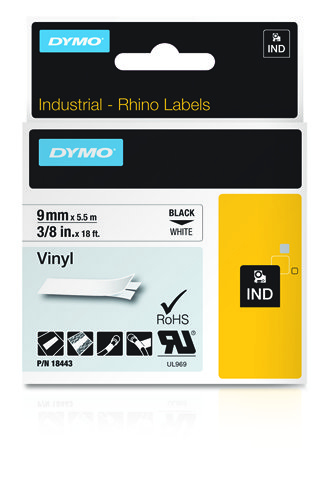 DYMO
IND
Industrial - Rhino Labels
DYMO
9mm x 5.5 m
BLACK
3/8 in. x 18 ft.
WHITE
Vinyl
IND
RoHS
P/N 18443
UL969